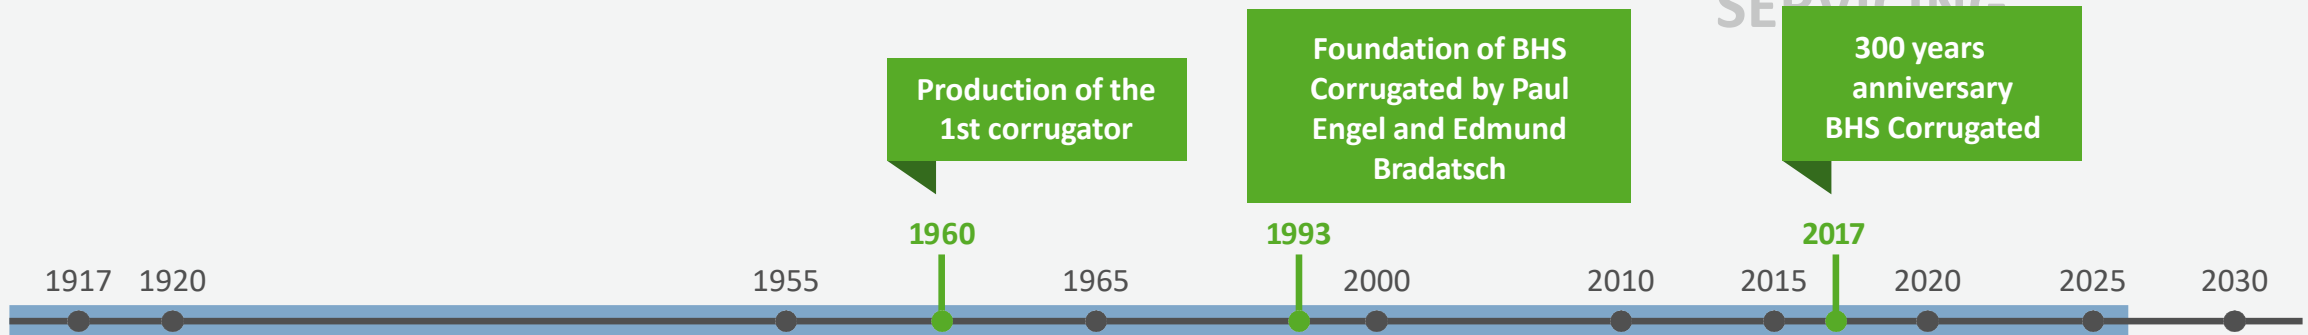 SERVICING
Production of the
1st corrugator
Foundation of BHS
Corrugated by Paul
Engel and Edmund
Bradatsch
300 years
anniversary
BHS Corrugated
1960
1993
2017
1917 1920 1955 1965 2000 2010 2015 2020 2025 2030